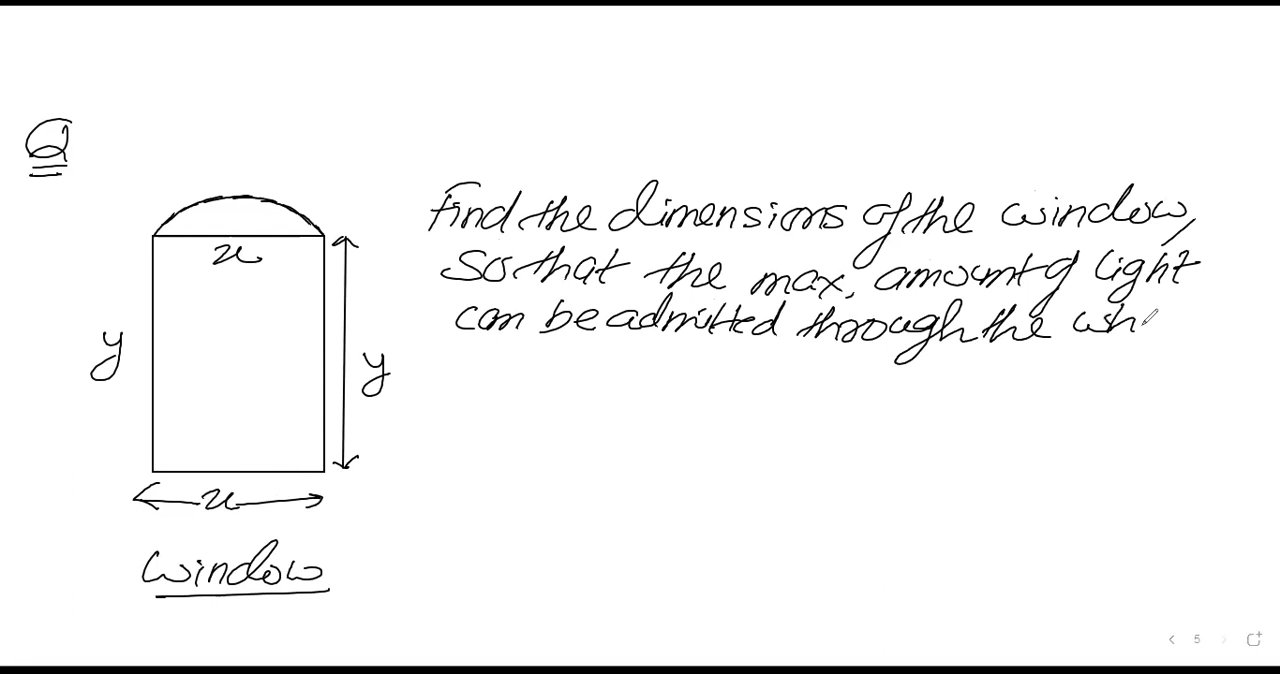 Q
x
y
y
x
window
Find the dimensions of the window,
so that the max. amount of light
can be admitted through the
5